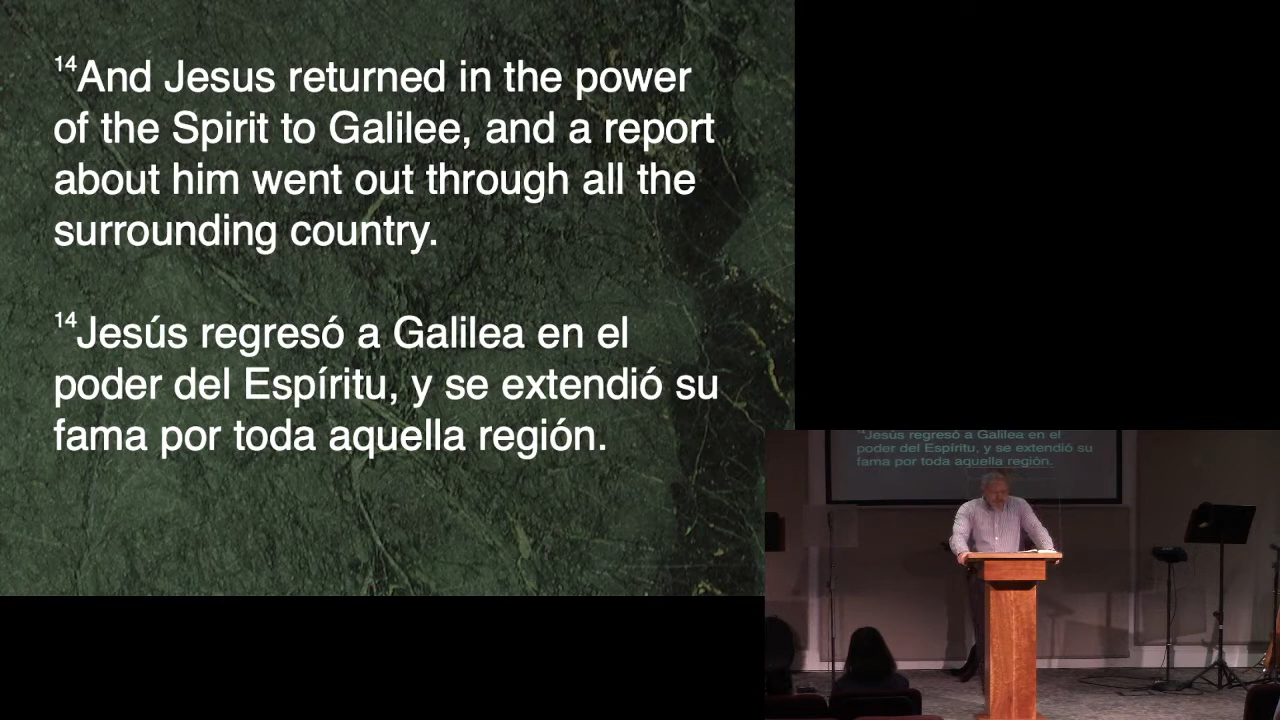 14And Jesus returned in the power
of the Spirit to Galilee, and a report
about him went out through all the
surrounding country.
14Jesús regresó a Galilea en el
poder del Espíritu, y se extendió su
fama por toda aquella región.
14Jesús regresó a Galilea en el
poder del Espíritu, y se extendió su
fama por toda aquella región.